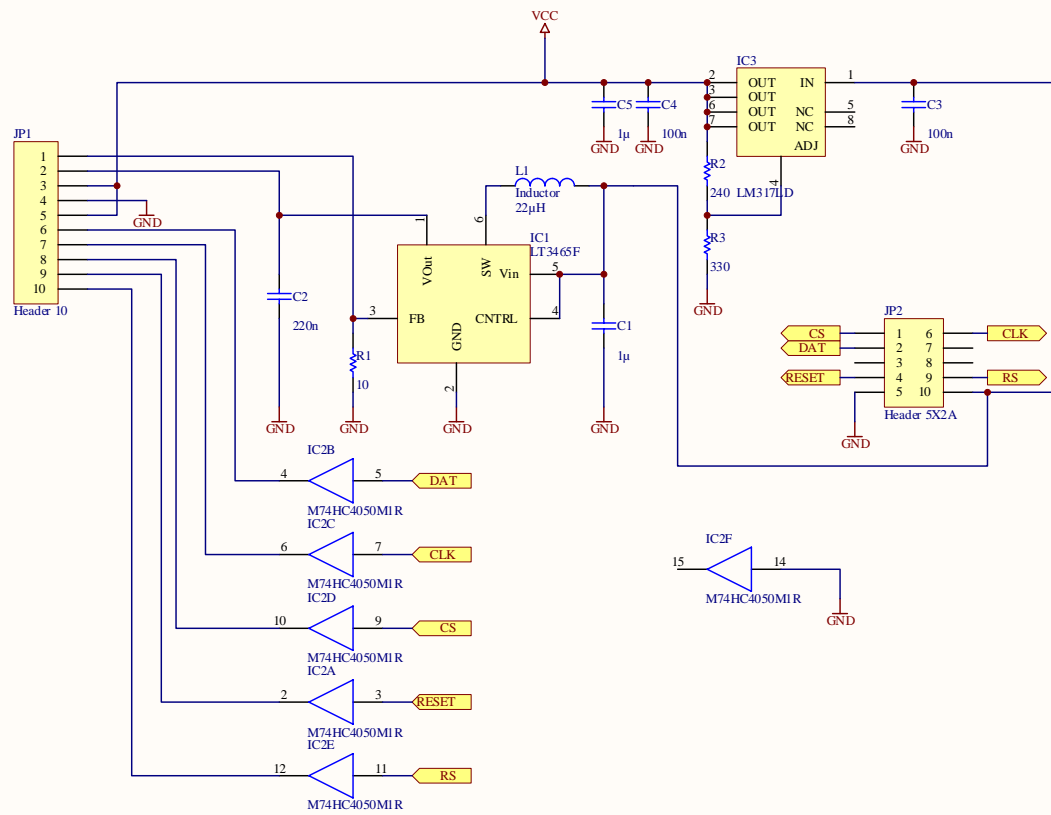 VCC
IC3
2 OUT IN 1
3 OUT
6 OUT NC 5
7 OUT NC 8
ADJ
4
LM317LD
C5
1µ
GND
C4
100n
GND
C3
100n
GND
R2
240
R3
330
GND
JP1
1
2
3
4
5
6
7
8
9
10
Header 10
GND
L1
Inductor
22µH
IC1
LT3465F
1
6
VOut
SW
Vin 5
3 FB
CNTRL 4
GND
2
GND
C2
220n
GND
R1
10
GND
C1
1µ
GND
JP2
CS 1 6 CLK
DAT 2 7
3 8
RESET 4 9 RS
5 10
Header 5X2A
GND
IC2B
4 5 DAT
M74HC4050M1R
IC2C
6 7 CLK
M74HC4050M1R
IC2D
10 9 CS
M74HC4050M1R
IC2A
2 3 RESET
M74HC4050M1R
IC2E
12 11 RS
M74HC4050M1R
IC2F
15 14
M74HC4050M1R
GND